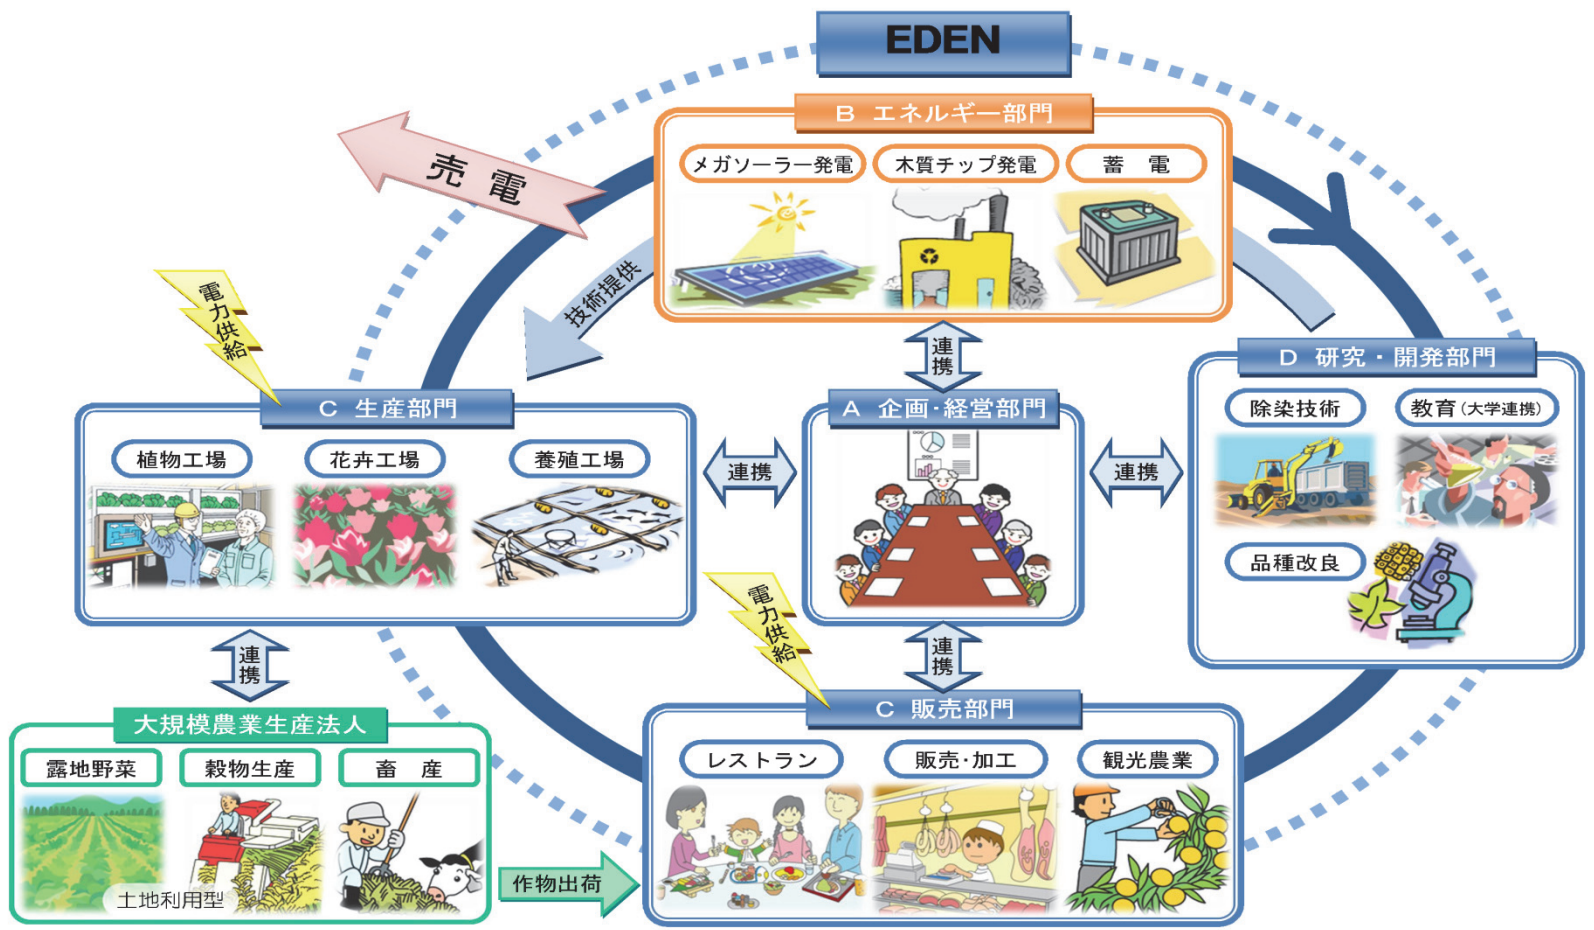 EDEN
B エネルギー部門
メガソーラー発電
木質チップ発電
蓄 電
売 電
技術提供
電力供給
連携
D 研究・開発部門
除染技術
教育(大学連携)
品種改良
C 生産部門
植物工場
花卉工場
養殖工場
連携
A 企画・経営部門
連携
電力供給
連携
連携
C 販売部門
レストラン
販売・加工
観光農業
大規模農業生産法人
露地野菜
穀物生産
畜 産
土地利用型
作物出荷